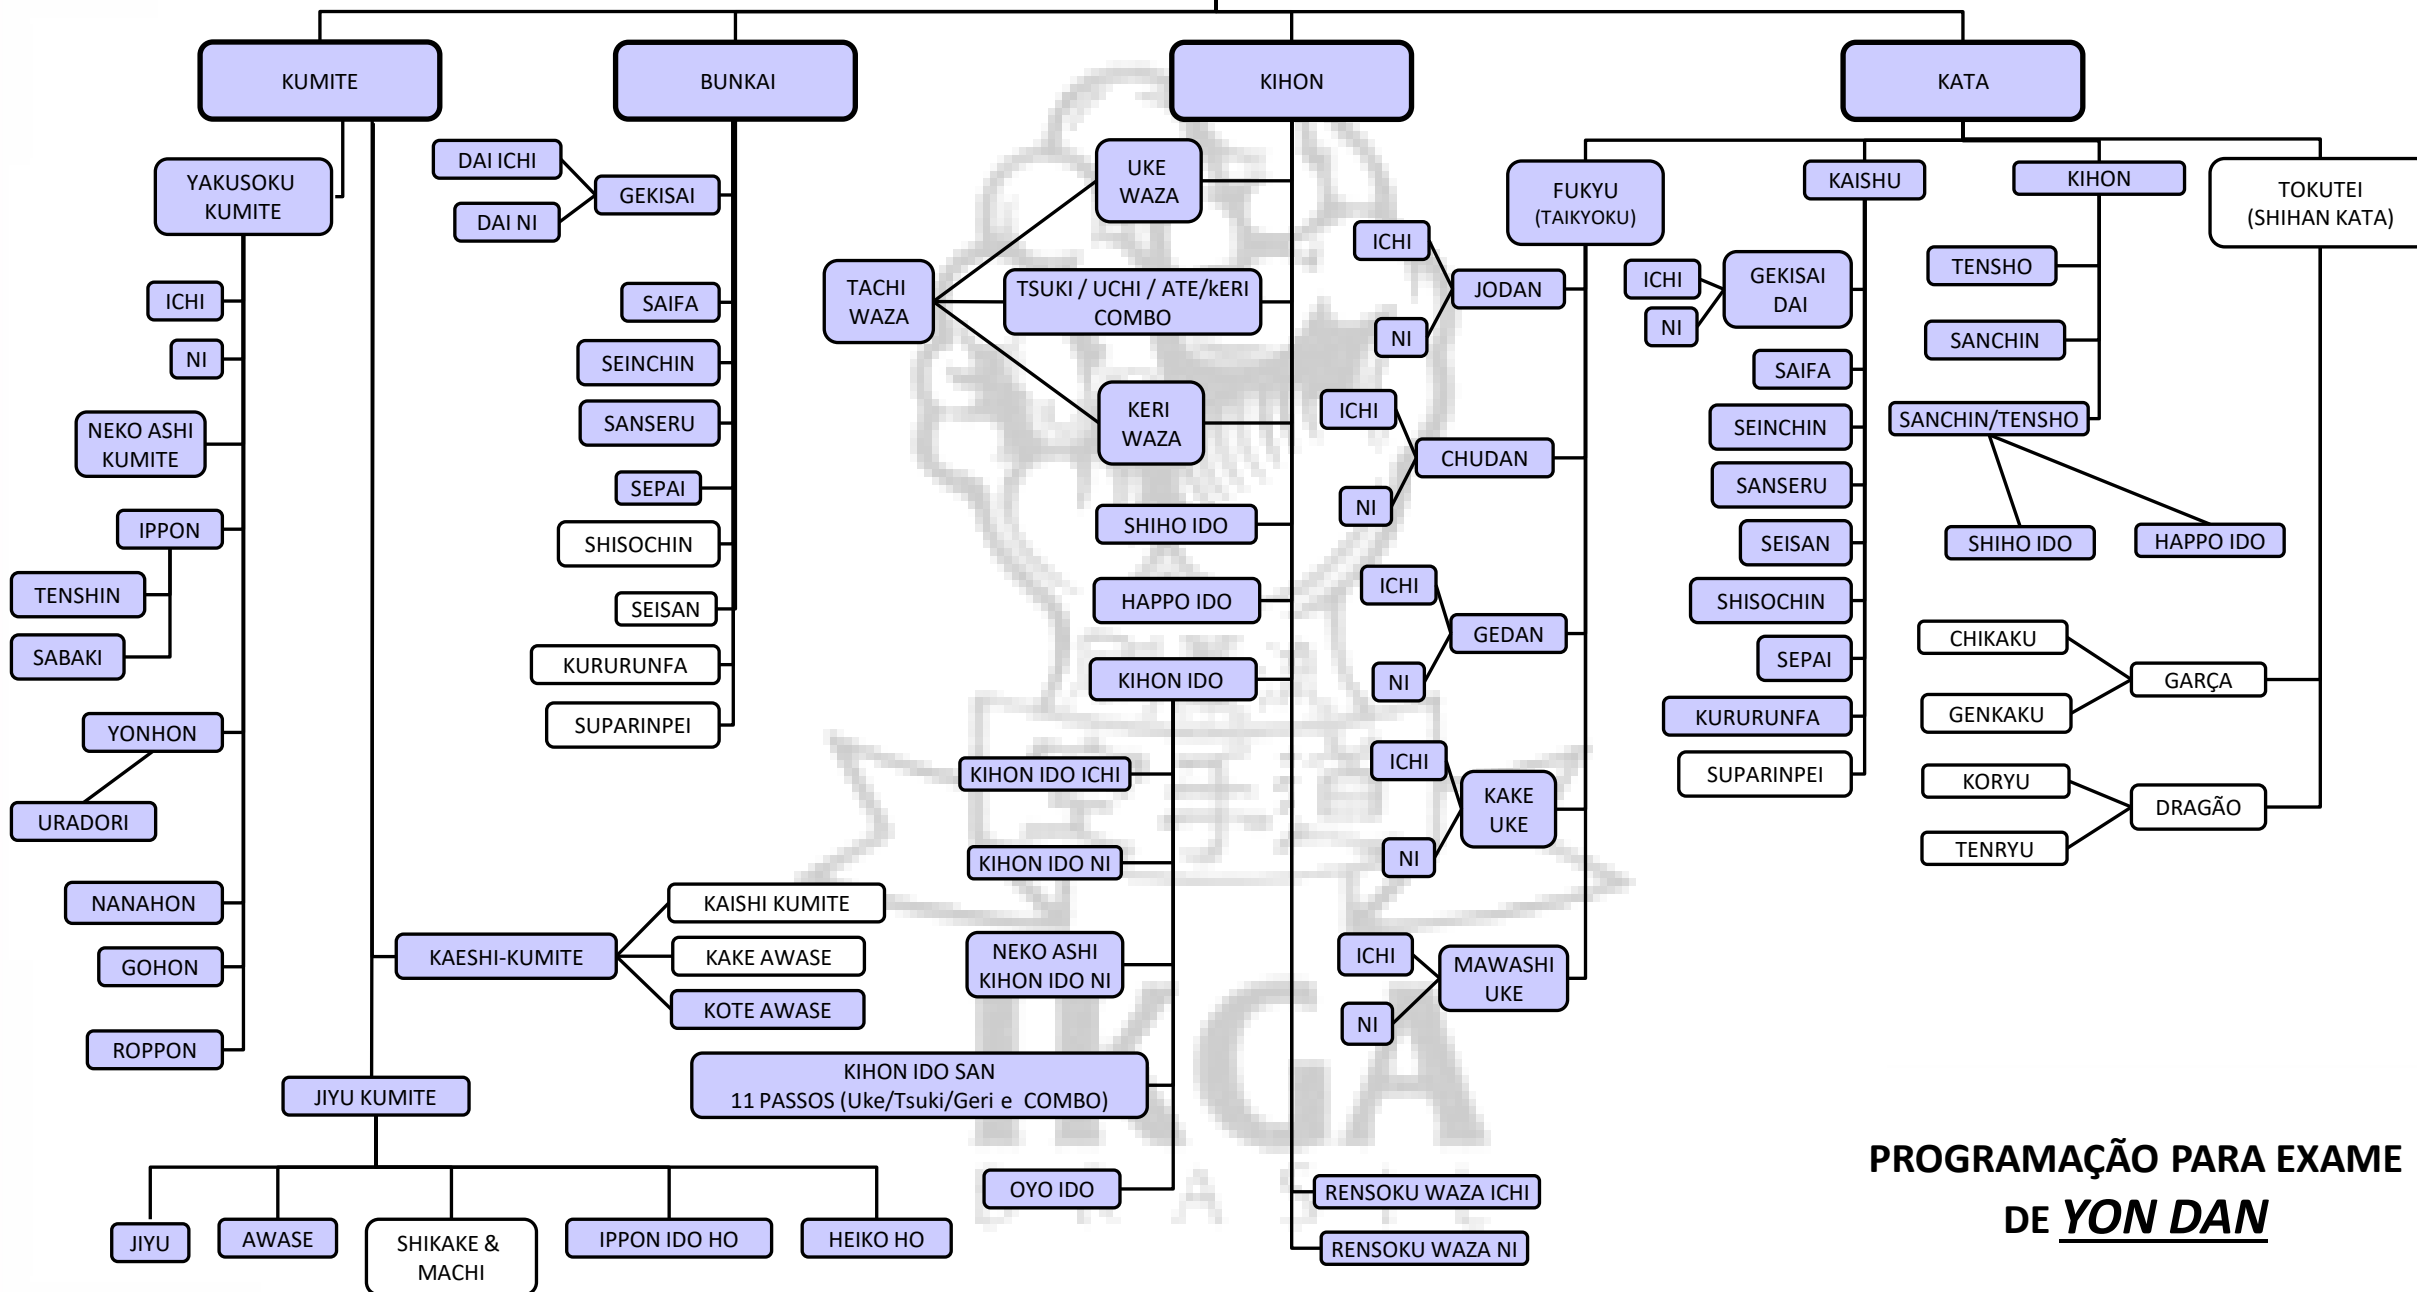 KUMITE
BUNKAI
KIHON
KATA
YAKUSOKU
KUMITE
ICHI
NI
NEKO ASHI
KUMITE
IPPON
TENSHIN
SABAKI
YONHON
URADORI
NANAHON
GOHON
ROPPON
KAESHI-KUMITE
KAISHI KUMITE
KAKE AWASE
KOTE AWASE
JIYU KUMITE
JIYU
AWASE
SHIKAKE &
MACHI
IPPON IDO HO
HEIKO HO
DAI ICHI
DAI NI
GEKISAI
SAIFA
SEINCHIN
SANSERU
SEPAI
SHISOCHIN
SEISAN
KURURUNFA
SUPARINPEI
TACHI
WAZA
UKE
WAZA
TSUKI / UCHI / ATE/kERI
COMBO
KERI
WAZA
SHIHO IDO
HAPPO IDO
KIHON IDO
KIHON IDO ICHI
KIHON IDO NI
NEKO ASHI
KIHON IDO NI
KIHON IDO SAN
11 PASSOS (Uke/Tsuki/Geri e COMBO)
OYO IDO
RENSOKU WAZA ICHI
RENSOKU WAZA NI
FUKYU
(TAIKYOKU)
ICHI
NI
JODAN
ICHI
NI
CHUDAN
ICHI
NI
GEDAN
ICHI
NI
KAKE
UKE
ICHI
NI
MAWASHI
UKE
KAISHU
ICHI
NI
GEKISAI
DAI
SAIFA
SEINCHIN
SANSERU
SEISAN
SHISOCHIN
SEPAI
KURURUNFA
SUPARINPEI
KIHON
TENSHO
SANCHIN
SANCHIN/TENSHO
SHIHO IDO
HAPPO IDO
TOKUTEI
(SHIHAN KATA)
CHIKAKU
GENKAKU
GARÇA
KORYU
TENRYU
DRAGÃO
PROGRAMAÇÃO PARA EXAME
DE YON DAN
IKGA